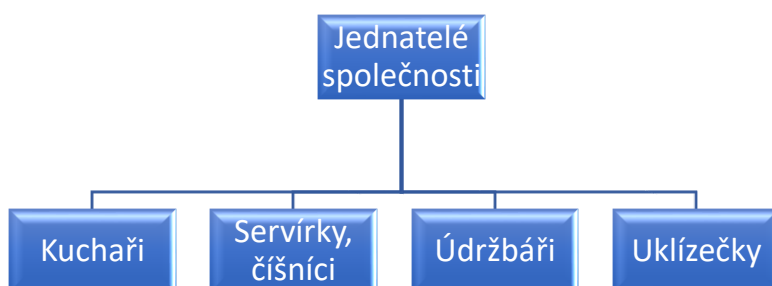 Jednatelé
společnosti
Kuchaři
Servírky,
číšníci
Údržbáři
Uklízečky